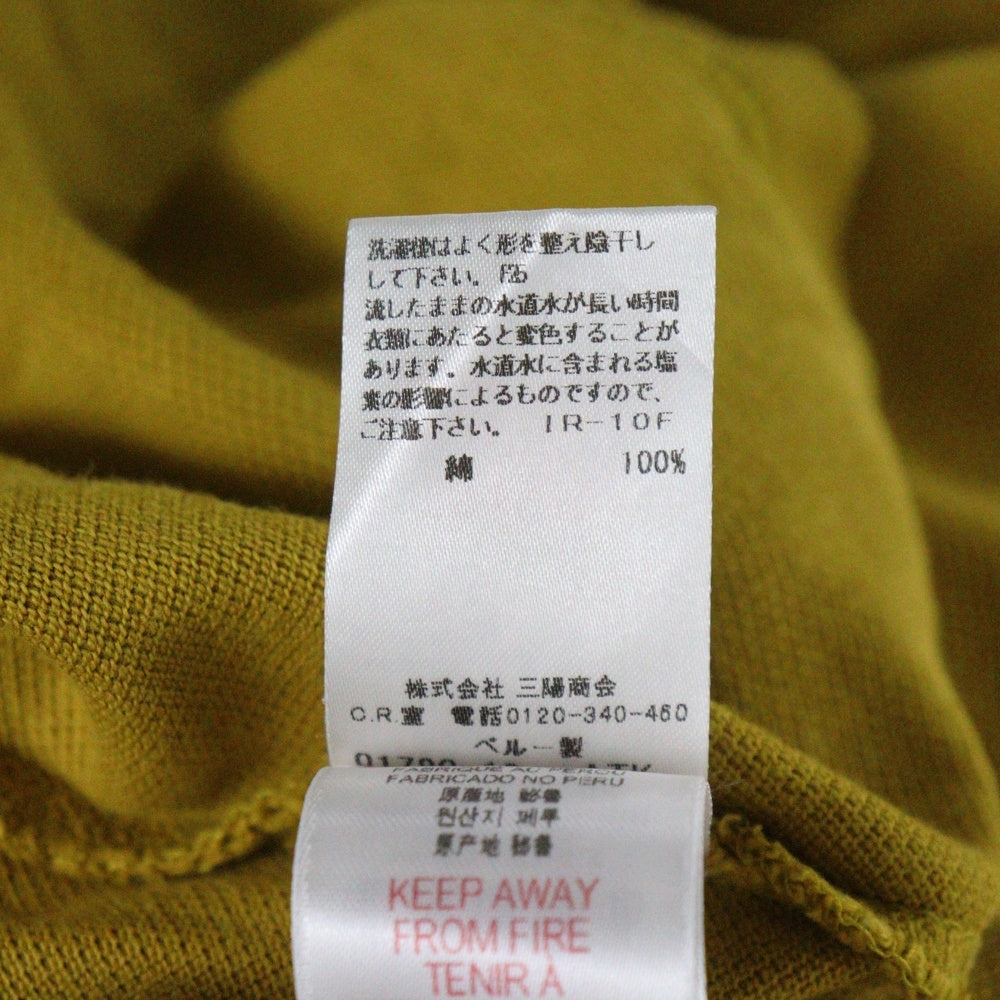 洗濯後はよく形を整え陰干し
して下さい。
流したままの水道水が長い時間
衣類にあたると変色することが
あります。水道水に含まれる塩
素の影響によるものですので、
ご注意下さい。 IR-10F
綿 100%
株式会社 三陽商会
C.R.室 電話0120-340-460
ペルー製
FABRIQUÉ AU PÉROU
FABRICADO NO PERU
原産地 秘魯
원산지 페루
原产地 秘鲁
KEEP AWAY
FROM FIRE
TENIR À